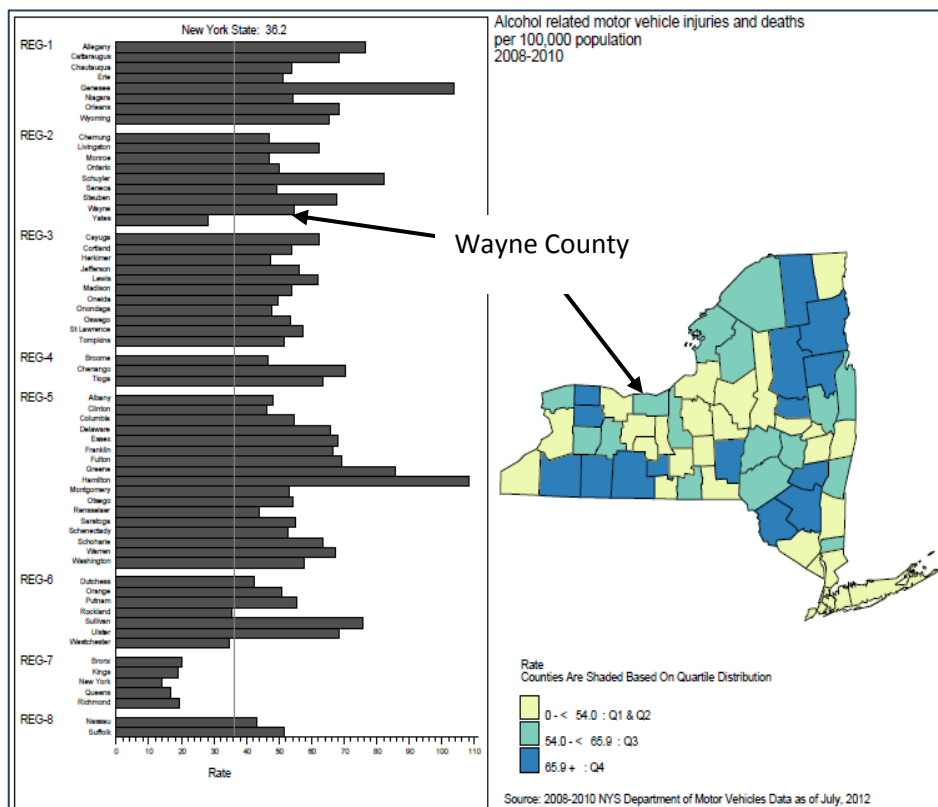 New York State: 36.2
Alcohol related motor vehicle injuries and deaths
per 100,000 population
2008-2010
REG-1
Allegany
Cattaraugus
Chautauqua
Erie
Genesee
Niagara
Orleans
Wyoming
REG-2
Chemung
Livingston
Monroe
Ontario
Schuyler
Seneca
Steuben
Wayne
Yates
REG-3
Cayuga
Cortland
Herkimer
Jefferson
Lewis
Madison
Oneida
Onondaga
Oswego
St Lawrence
Tompkins
REG-4
Broome
Chenango
Tioga
REG-5
Albany
Clinton
Columbia
Delaware
Essex
Franklin
Fulton
Greene
Hamilton
Montgomery
Otsego
Rensselaer
Saratoga
Schenectady
Schoharie
Warren
Washington
REG-6
Dutchess
Orange
Putnam
Rockland
Sullivan
Ulster
Westchester
REG-7
Bronx
Kings
New York
Queens
Richmond
REG-8
Nassau
Suffolk
0 10 20 30 40 50 60 70 80 90 100 110
Rate
Wayne County
Rate
Counties Are Shaded Based On Quartile Distribution
0 - < 54.0 : Q1 & Q2
54.0 - < 65.9 : Q3
65.9 + : Q4
Source: 2008-2010 NYS Department of Motor Vehicles Data as of July, 2012